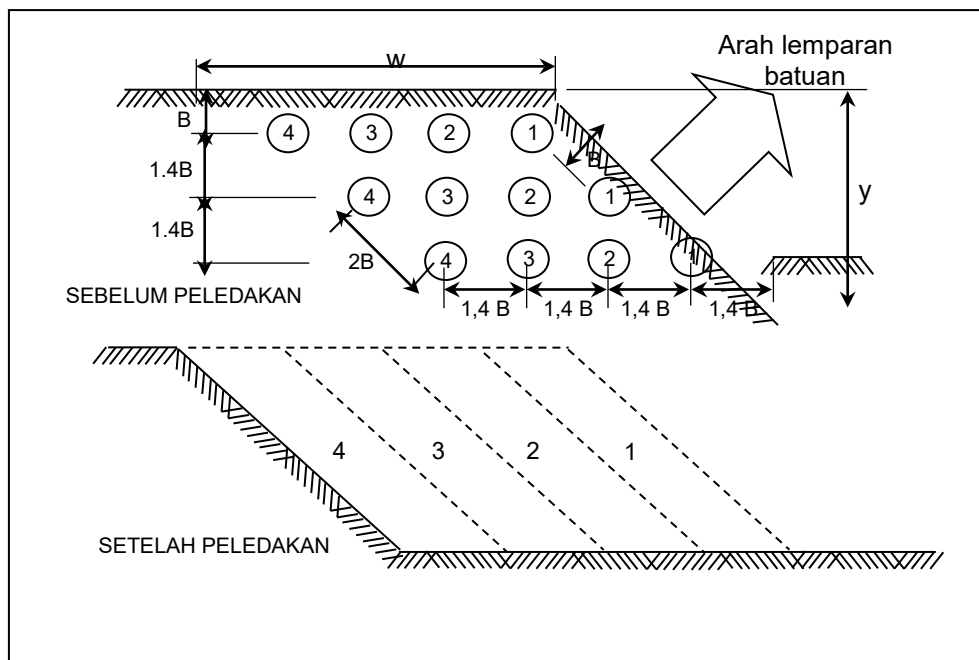 Arah lemparan
batuan
w
B
4 3 2 1
B
1.4B
4 3 2 1
y
1.4B
2B
4 3 2 1
SEBELUM PELEDAKAN
1,4 B 1,4 B 1,4 B 1,4 B
4 3 2 1
SETELAH PELEDAKAN